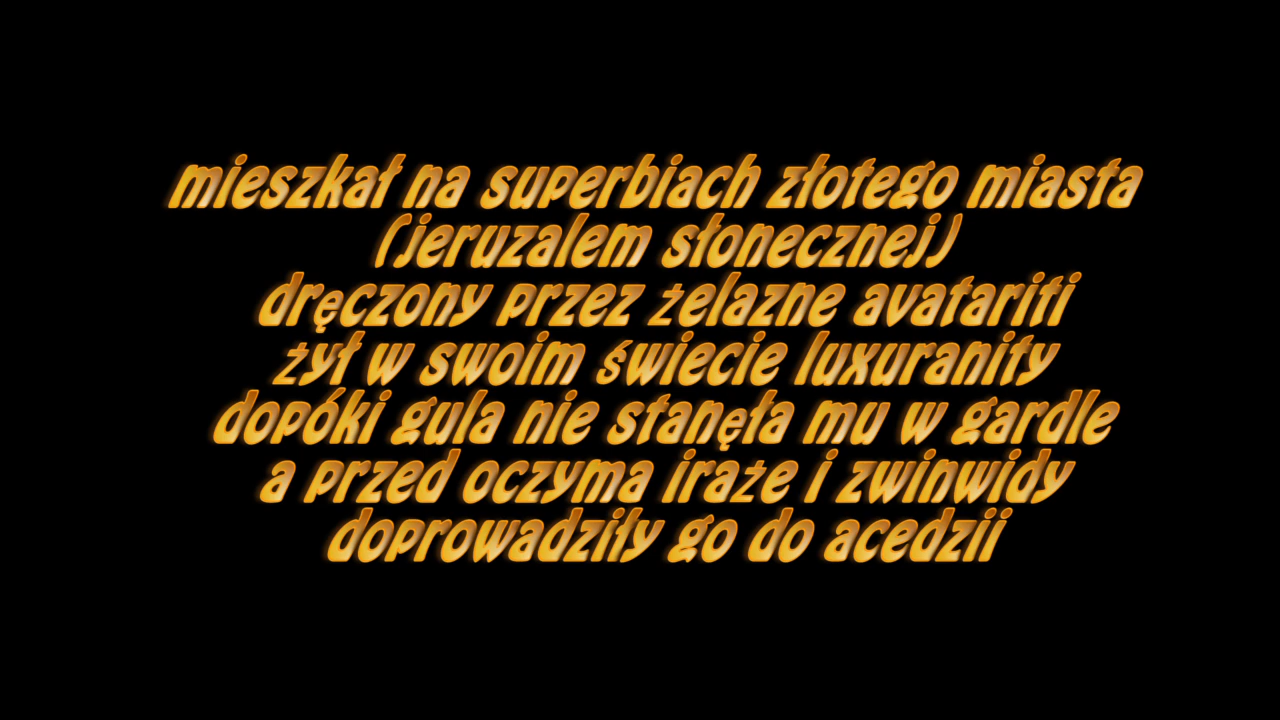 mieszkał na superbiach złotego miasta
(jeruzalem słonecznej)
dręczony przez żelazne avatariti
żył w swoim świecie luxuranity
dopóki gula nie stanęła mu w gardle
a przed oczyma iraże i zwinwidy
doprowadziły go do acedzii